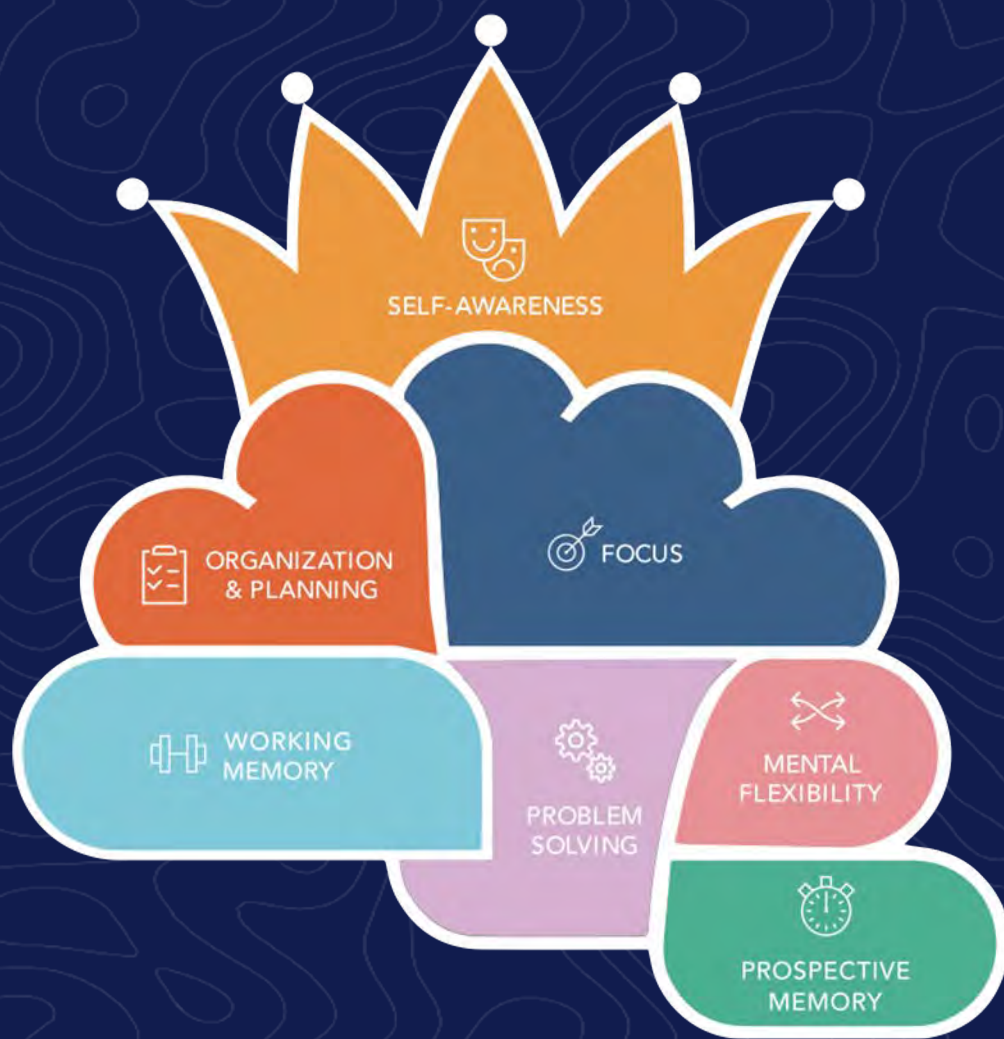 SELF-AWARENESS
ORGANIZATION
& PLANNING
FOCUS
WORKING
MEMORY
PROBLEM
SOLVING
MENTAL
FLEXIBILITY
PROSPECTIVE
MEMORY